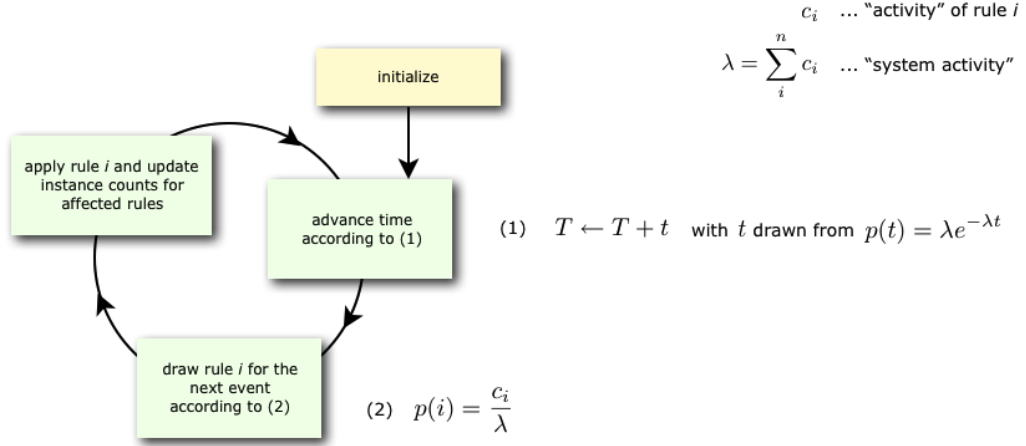 c_i ... “activity” of rule i
λ = ∑_i^n c_i ... “system activity”
initialize
apply rule i and update
instance counts for
affected rules
advance time
according to (1)
(1) T ← T + t with t drawn from p(t) = λe^{−λt}
draw rule i for the
next event
according to (2)
(2) p(i) = c_i/λ